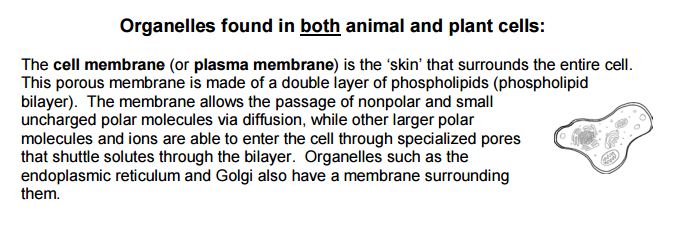 Organelles found in both animal and plant cells:
The cell membrane (or plasma membrane) is the ‘skin’ that surrounds the entire cell.
This porous membrane is made of a double layer of phospholipids (phospholipid
bilayer).  The membrane allows the passage of nonpolar and small
uncharged polar molecules via diffusion, while other larger polar
molecules and ions are able to enter the cell through specialized pores
that shuttle solutes through the bilayer.  Organelles such as the
endoplasmic reticulum and Golgi also have a membrane surrounding
them.